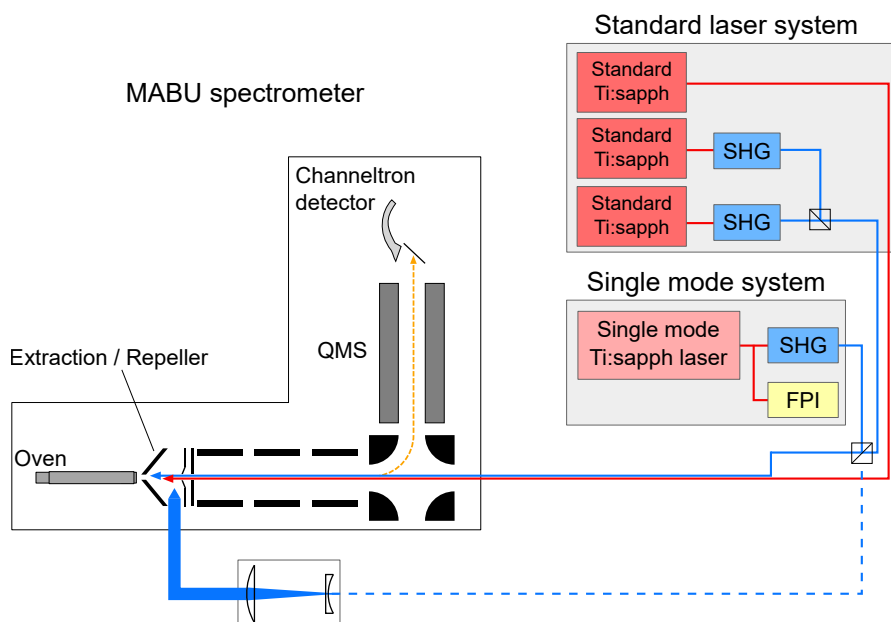 Standard laser system
MABU spectrometer
Standard
Ti:sapph
Standard
Ti:sapph
SHG
Standard
Ti:sapph
SHG
Channeltron
detector
Single mode system
Single mode
Ti:sapph laser
SHG
FPI
QMS
Extraction / Repeller
Oven